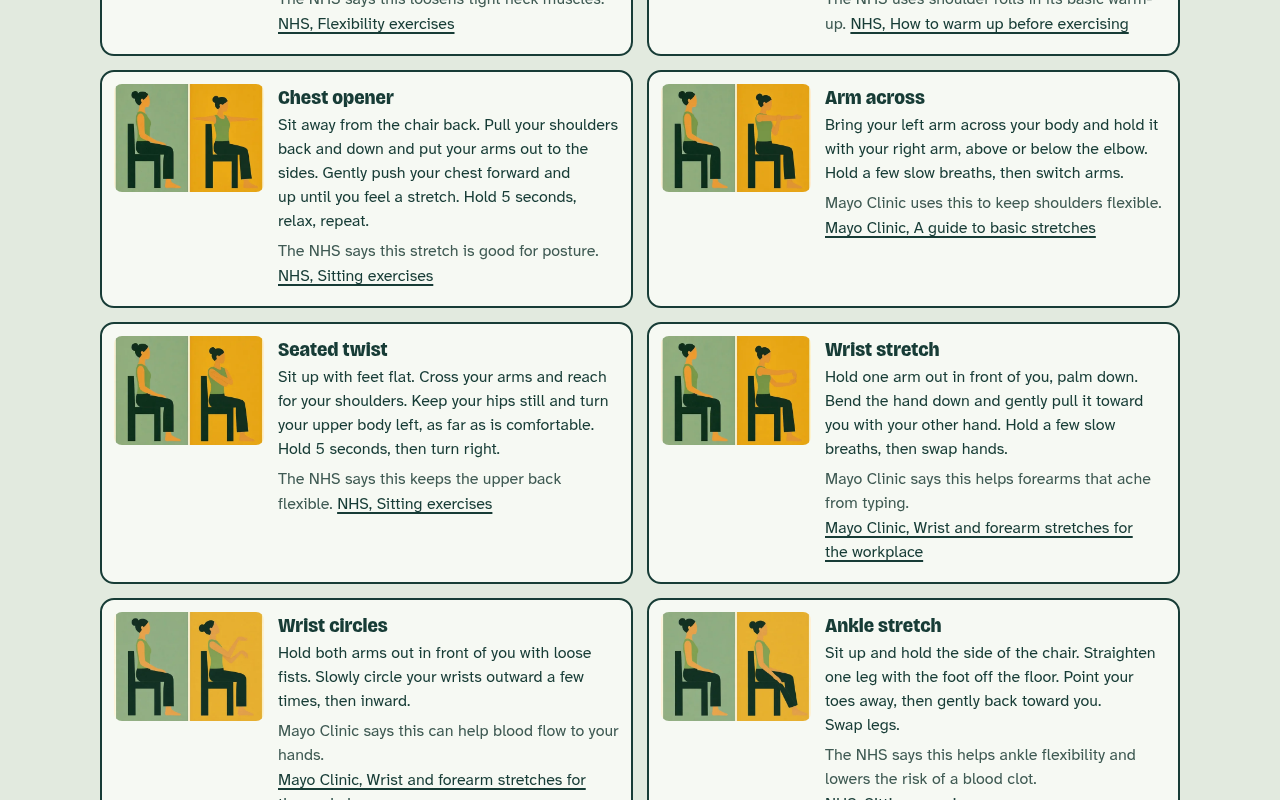 The NHS says this loosens tight neck muscles.
NHS, Flexibility exercises
The NHS uses shoulder rolls in its basic warm-
up. NHS, How to warm up before exercising
Chest opener
Sit away from the chair back. Pull your shoulders
back and down and put your arms out to the
sides. Gently push your chest forward and
up until you feel a stretch. Hold 5 seconds,
relax, repeat.
The NHS says this stretch is good for posture.
NHS, Sitting exercises
Arm across
Bring your left arm across your body and hold it
with your right arm, above or below the elbow.
Hold a few slow breaths, then switch arms.
Mayo Clinic uses this to keep shoulders flexible.
Mayo Clinic, A guide to basic stretches
Seated twist
Sit up with feet flat. Cross your arms and reach
for your shoulders. Keep your hips still and turn
your upper body left, as far as is comfortable.
Hold 5 seconds, then turn right.
The NHS says this keeps the upper back
flexible. NHS, Sitting exercises
Wrist stretch
Hold one arm out in front of you, palm down.
Bend the hand down and gently pull it toward
you with your other hand. Hold a few slow
breaths, then swap hands.
Mayo Clinic says this helps forearms that ache
from typing.
Mayo Clinic, Wrist and forearm stretches for
the workplace
Wrist circles
Hold both arms out in front of you with loose
fists. Slowly circle your wrists outward a few
times, then inward.
Mayo Clinic says this can help blood flow to your
hands.
Mayo Clinic, Wrist and forearm stretches for
Ankle stretch
Sit up and hold the side of the chair. Straighten
one leg with the foot off the floor. Point your
toes away, then gently back toward you.
Swap legs.
The NHS says this helps ankle flexibility and
lowers the risk of a blood clot.